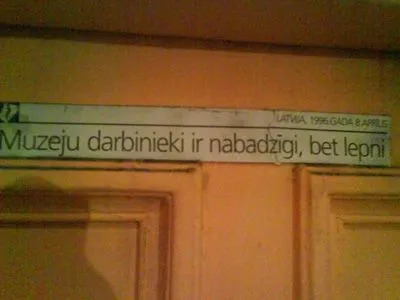 LATVIJA, 1996. GADA 8. APRĪLIS
Muzeju darbinieki ir nabadzīgi, bet lepni